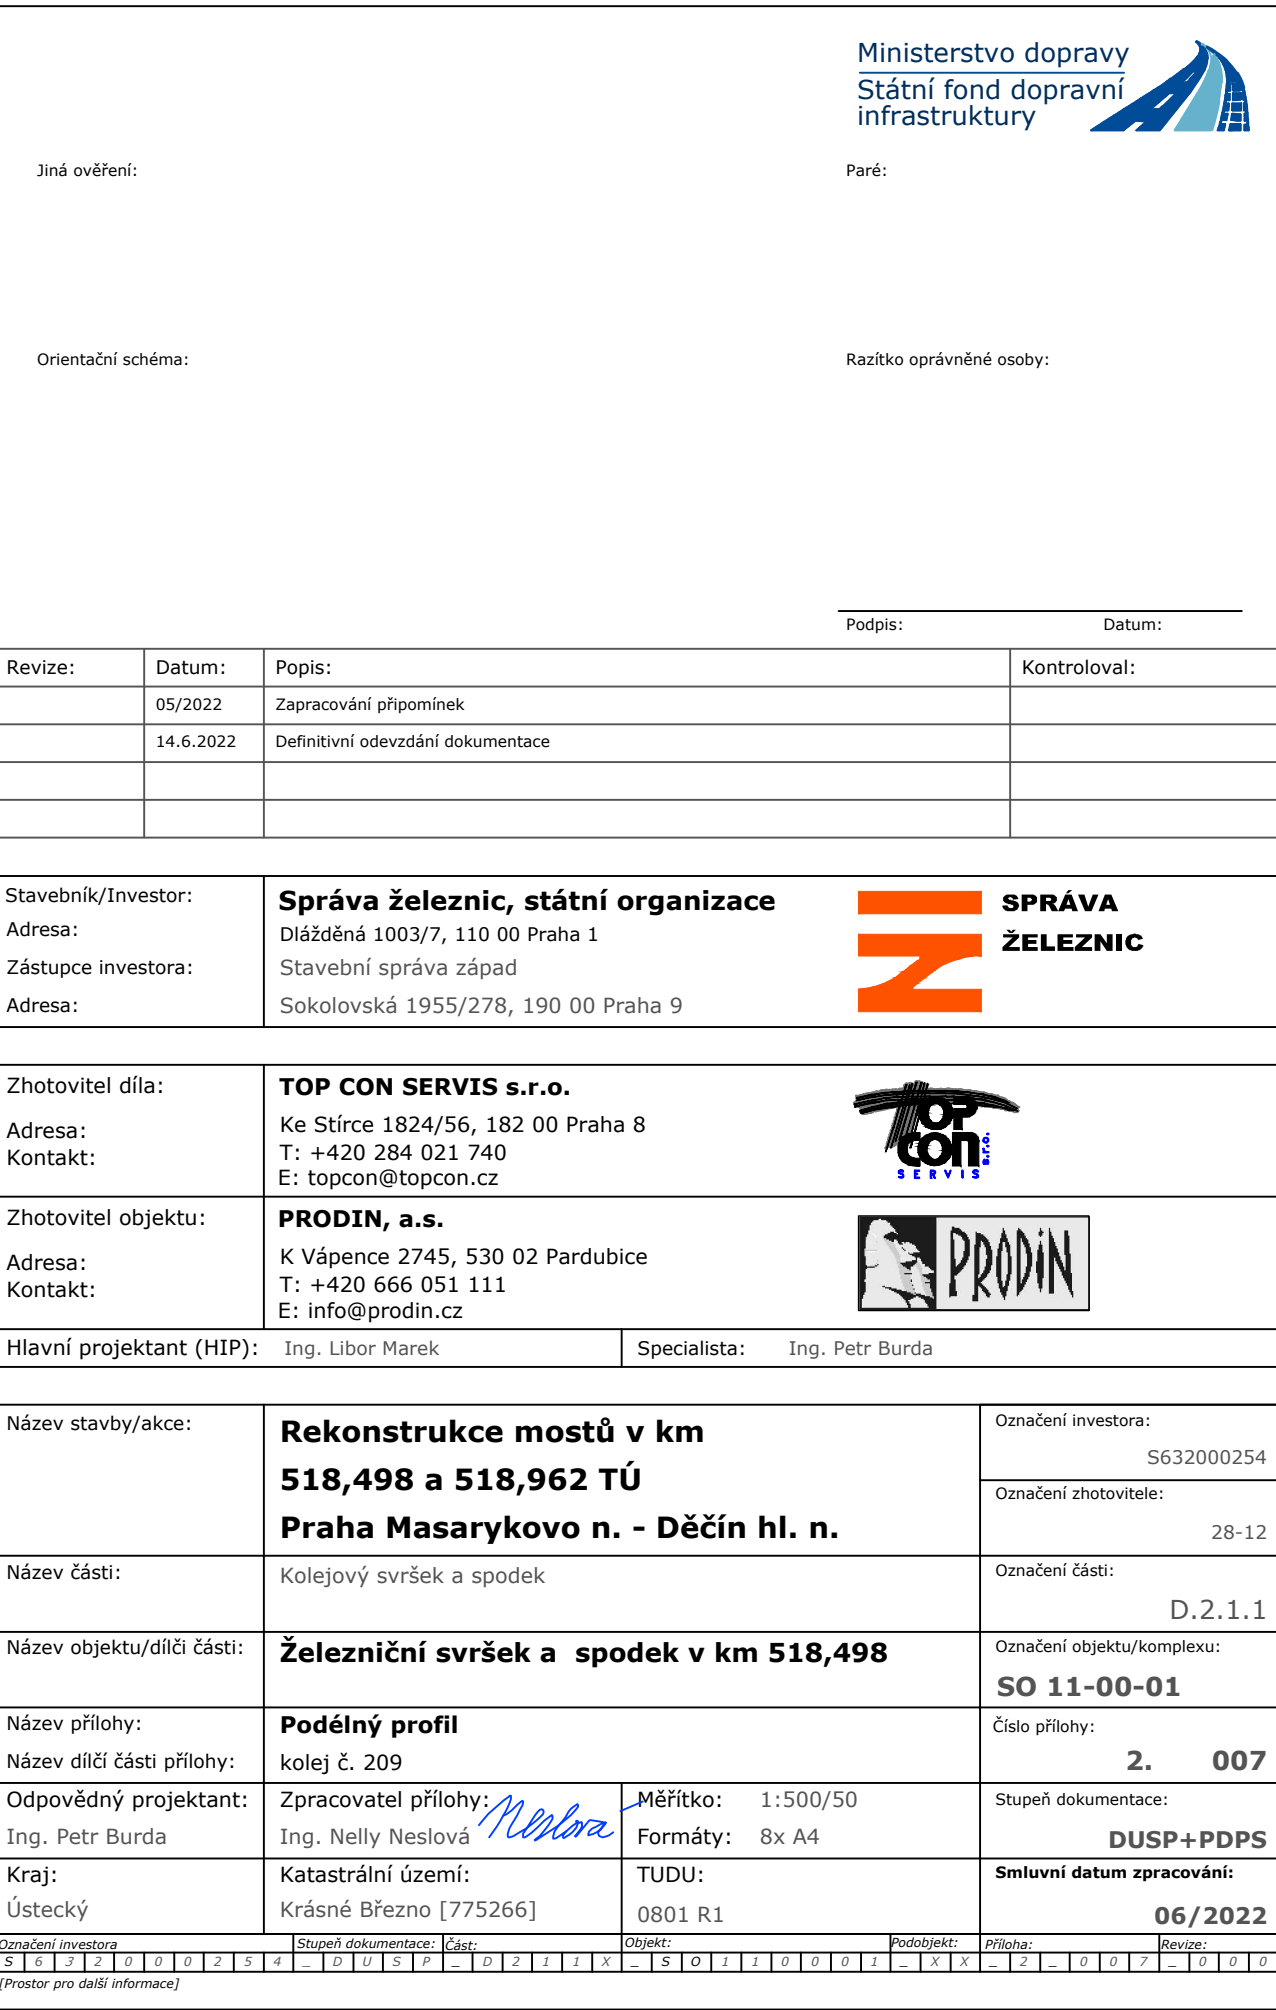 Ministerstvo dopravy
Státní fond dopravní
infrastruktury
Jiná ověření:
Paré:
Orientační schéma:
Razítko oprávněné osoby:
Podpis: Datum:
Revize: Datum: Popis: Kontroloval:
05/2022 Zapracování připomínek
14.6.2022 Definitivní odevzdání dokumentace
Stavebník/Investor: Správa železnic, státní organizace
Adresa: Dlážděná 1003/7, 110 00 Praha 1
Zástupce investora: Stavební správa západ
Adresa: Sokolovská 1955/278, 190 00 Praha 9
SPRÁVA
ŽELEZNIC
Zhotovitel díla: TOP CON SERVIS s.r.o.
Adresa: Ke Stírce 1824/56, 182 00 Praha 8
Kontakt: T: +420 284 021 740
E: topcon@topcon.cz
TOP
CON
SERVIS
s.r.o.
Zhotovitel objektu: PRODIN, a.s.
Adresa: K Vápence 2745, 530 02 Pardubice
Kontakt: T: +420 666 051 111
E: info@prodin.cz
PRODIN
Hlavní projektant (HIP): Ing. Libor Marek Specialista: Ing. Petr Burda
Název stavby/akce: Rekonstrukce mostů v km
518,498 a 518,962 TÚ
Praha Masarykovo n. - Děčín hl. n.
Označení investora:
S632000254
Označení zhotovitele:
28-12
Název části: Kolejový svršek a spodek
Označení části:
D.2.1.1
Název objektu/dílči části: Železniční svršek a  spodek v km 518,498
Označení objektu/komplexu:
SO 11-00-01
Název přílohy: Podélný profil
Název dílčí části přílohy: kolej č. 209
Číslo přílohy:
2. 007
Odpovědný projektant: Zpracovatel přílohy: Měřítko: 1:500/50
Ing. Petr Burda Ing. Nelly Neslová Neslova Formáty: 8x A4
Stupeň dokumentace:
DUSP+PDPS
Kraj: Katastrální území: TUDU:
Ústecký Krásné Březno [775266] 0801 R1
Smluvní datum zpracování:
06/2022
Označení investora Stupeň dokumentace: Část: Objekt: Podobjekt: Příloha: Revize:
S 6 3 2 0 0 0 2 5 4 _ D U S P _ D 2 1 1 X _ S O 1 1 0 0 0 1 _ X X _ 2 _ 0 0 7 _ 0 0 0
[Prostor pro další informace]